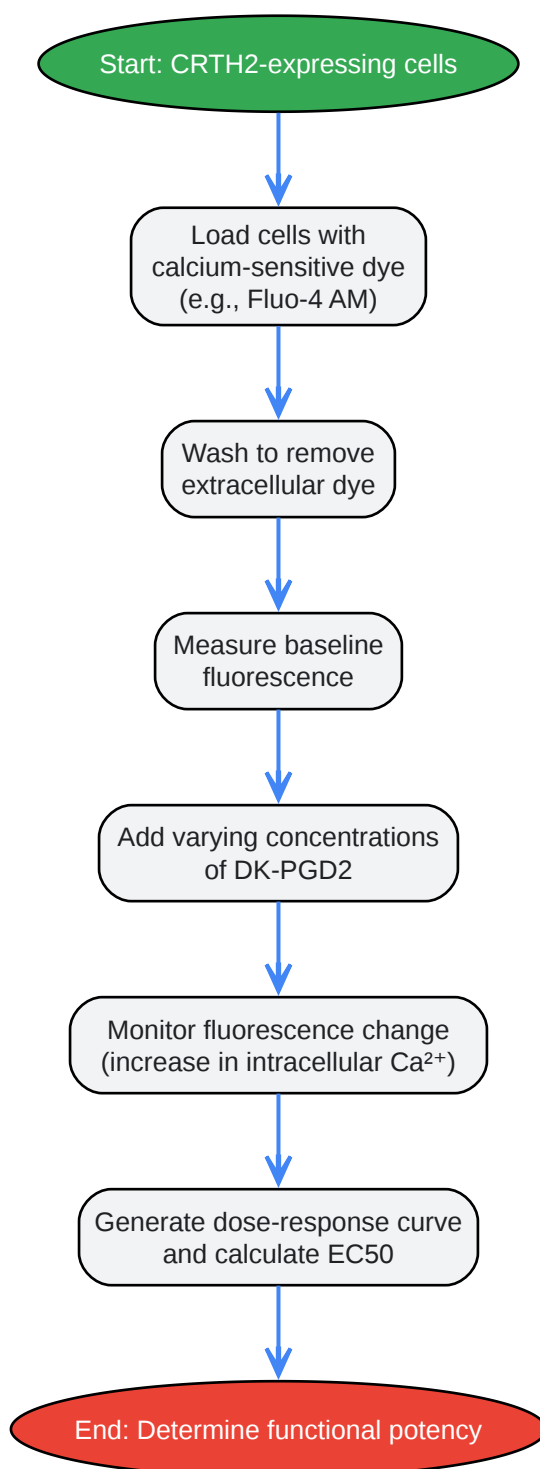 Start: CRTH2-expressing cells
Load cells with
calcium-sensitive dye
(e.g., Fluo-4 AM)
Wash to remove
extracellular dye
Measure baseline
fluorescence
Add varying concentrations
of DK-PGD2
Monitor fluorescence change
(increase in intracellular Ca²⁺)
Generate dose-response curve
and calculate EC50
End: Determine functional potency